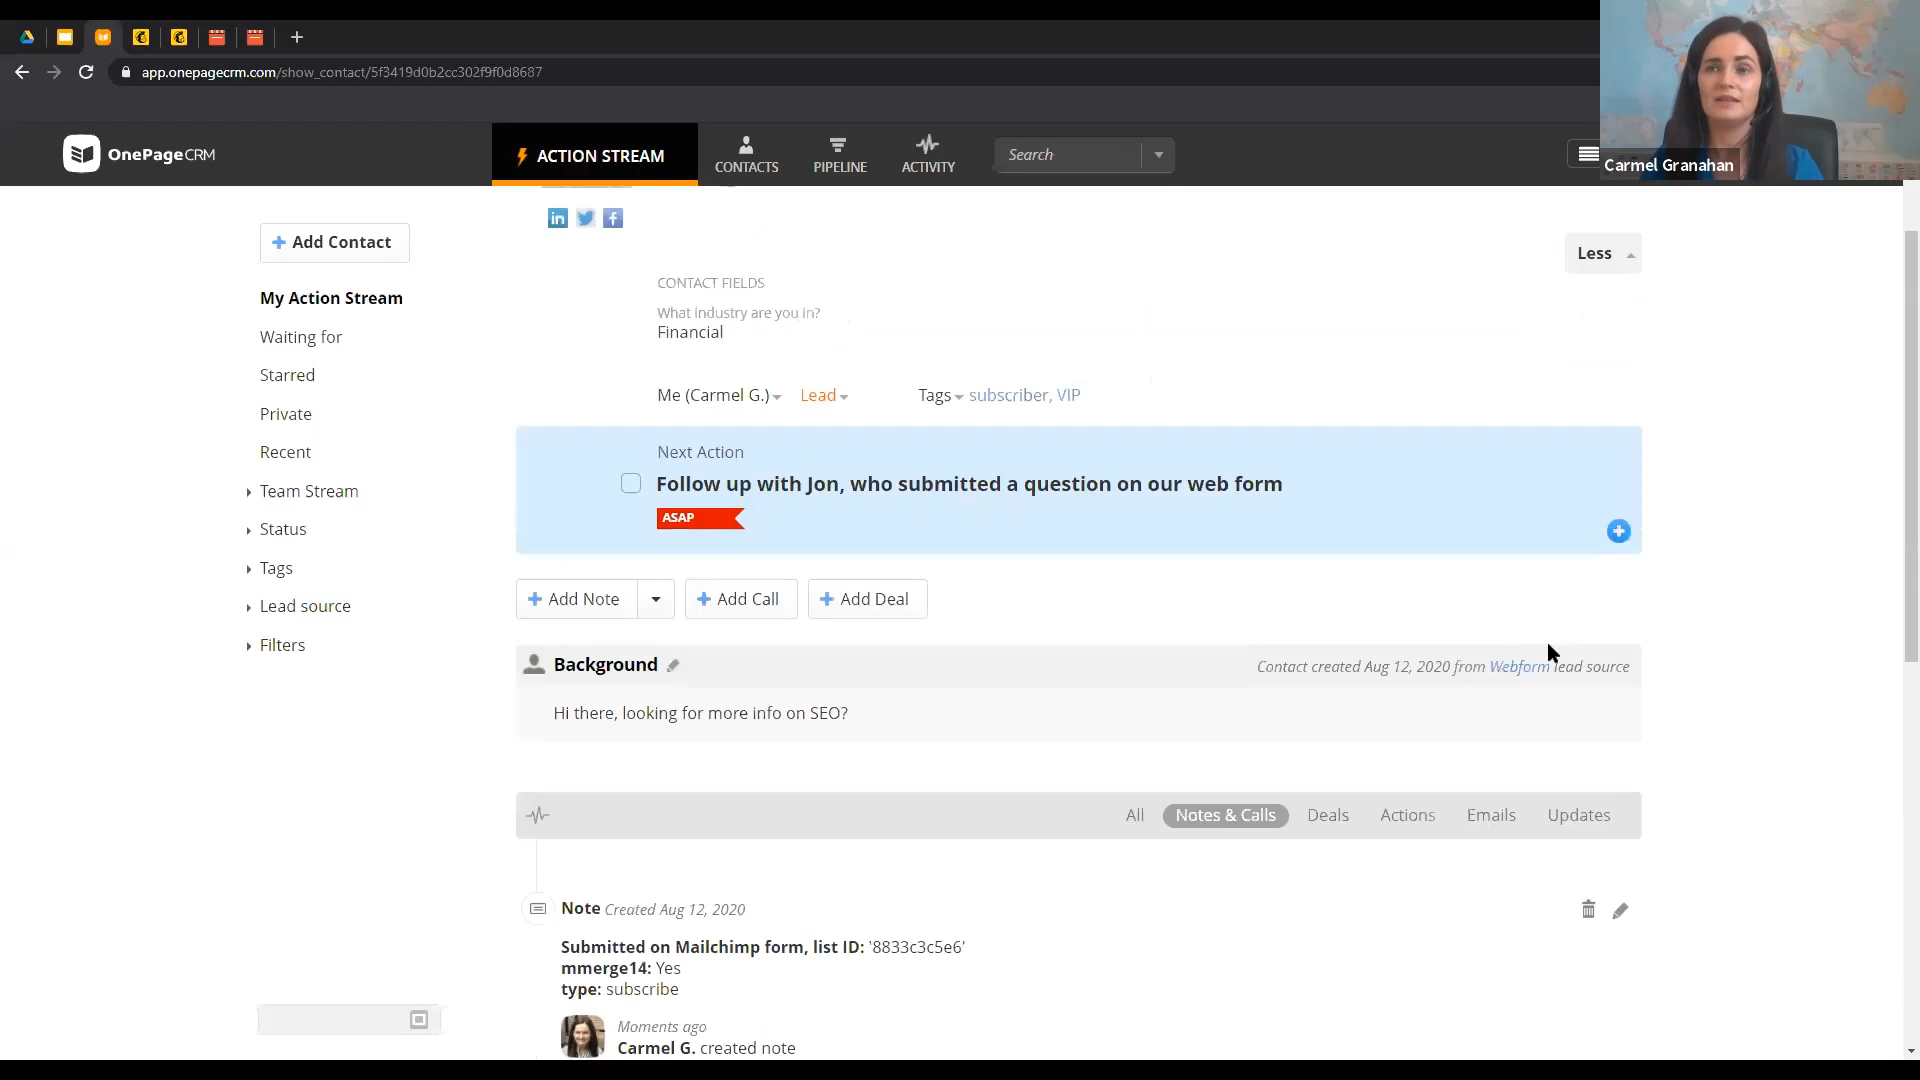 app.onepagecrm.com/show_contact/5f3419d0b2cc302f9f0d8687
OnePageCRM
ACTION STREAM
CONTACTS
PIPELINE
ACTIVITY
Search
Carmel Granahan
in
f
Add Contact
Less
My Action Stream
Waiting for
Starred
Private
Recent
Team Stream
Status
Tags
Lead source
Filters
CONTACT FIELDS
What industry are you in?
Financial
Me (Carmel G.) Lead Tags subscriber, VIP
Next Action
Follow up with Jon, who submitted a question on our web form
ASAP
Add Note
Add Call
Add Deal
Background
Contact created Aug 12, 2020 from Webform lead source
Hi there, looking for more info on SEO?
All Notes & Calls Deals Actions Emails Updates
Note Created Aug 12, 2020
Submitted on Mailchimp form, list ID: '8833c3c5e6'
mmerge14: Yes
type: subscribe
Moments ago
Carmel G. created note